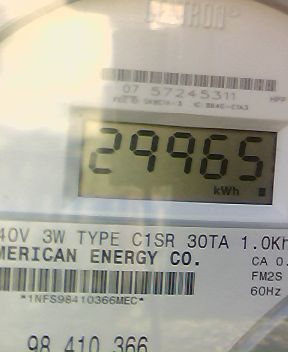 CENTRON®
07 57245311
29965
kWh
40V 3W TYPE C1SR 30TA 1.0Kh
MERICAN ENERGY CO.
CA 0.
FM2S
60Hz
*1NFS98410366MEC*
98 410 366